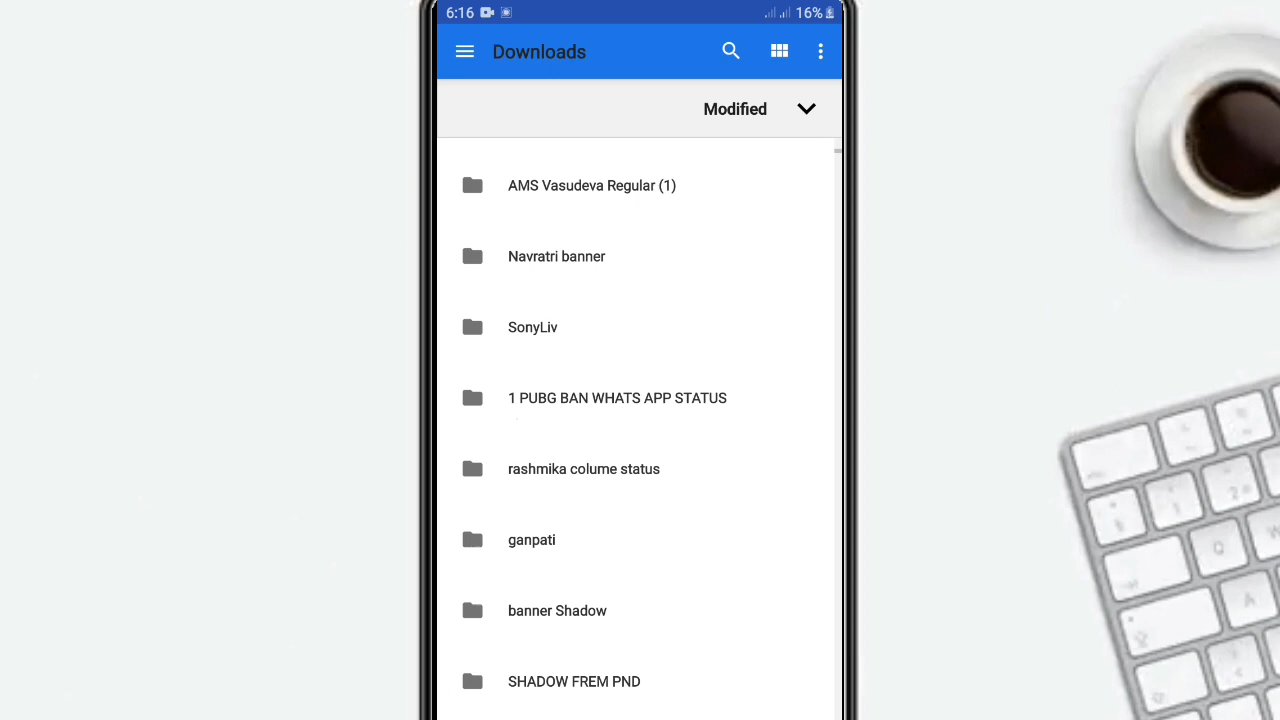 6:16
16%
Downloads
Modified
AMS Vasudeva Regular (1)
Navratri banner
SonyLiv
1 PUBG BAN WHATS APP STATUS
rashmika colume status
ganpati
banner Shadow
SHADOW FREM PND
Q
A